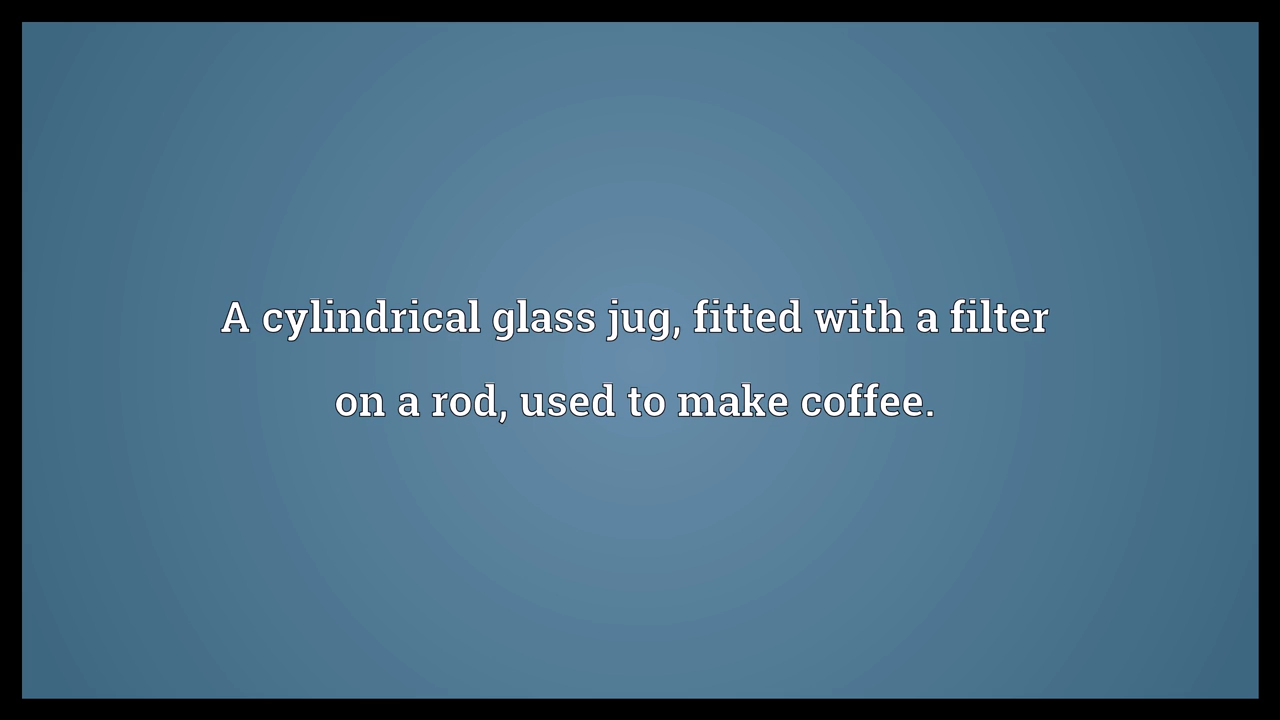 A cylindrical glass jug, fitted with a filter
on a rod, used to make coffee.